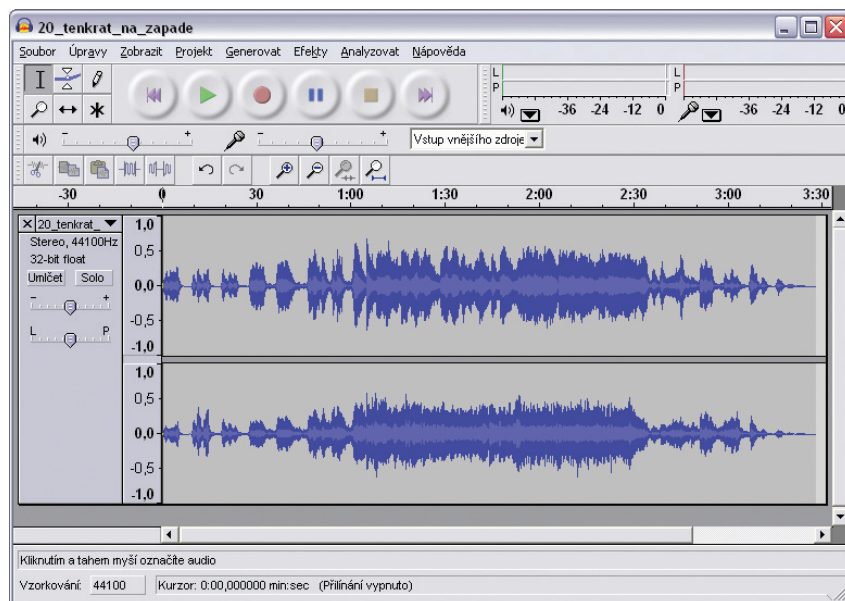 20_tenkrat_na_zapade
Soubor Úpravy Zobrazit Projekt Generovat Efekty Analyzovat Nápověda
L
P
-36 -24 -12 0
L
P
-36 -24 -12 0
- + - + Vstup vnějšího zdroje
-30 0 30 1:00 1:30 2:00 2:30 3:00 3:30
20_tenkrat_
Stereo, 44100Hz
32-bit float
Umlčet Solo
- +
L P
1,0
0,5
0,0
-0,5
-1,0
1,0
0,5
0,0
-0,5
-1,0
Kliknutím a tahem myší označíte audio
Vzorkování: 44100 Kurzor: 0:00,000000 min:sec (Přilínání vypnuto)